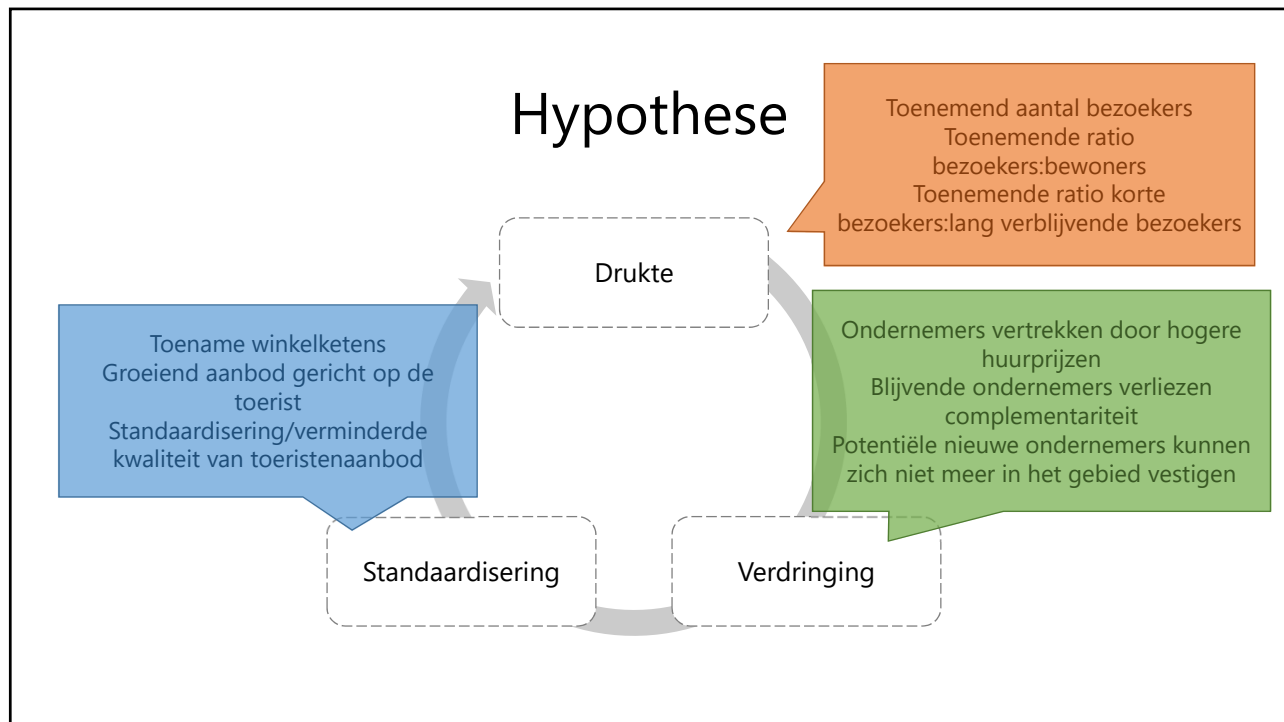 Hypothese
Toenemend aantal bezoekers
Toenemende ratio
bezoekers:bewoners
Toenemende ratio korte
bezoekers:lang verblijvende bezoekers
Drukte
Ondernemers vertrekken door hogere
huurprijzen
Blijvende ondernemers verliezen
complementariteit
Potentiële nieuwe ondernemers kunnen
zich niet meer in het gebied vestigen
Toename winkelketens
Groeiend aanbod gericht op de
toerist
Standaardisering/verminderde
kwaliteit van toeristenaanbod
Standaardisering
Verdringing